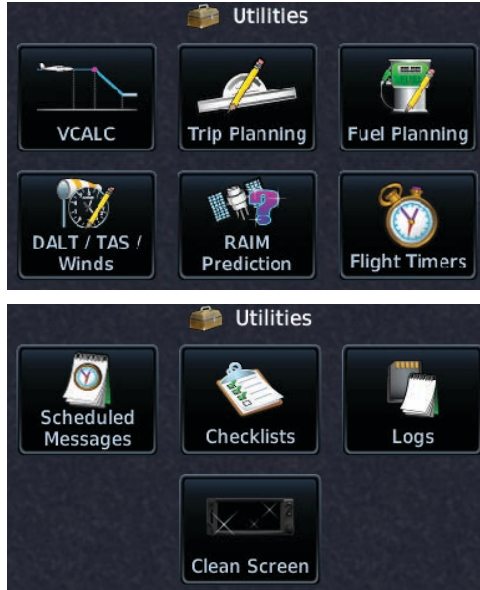 Utilities
VCALC
Trip Planning
Fuel Planning
DALT / TAS /
Winds
RAIM
Prediction
Flight Timers
Utilities
Scheduled
Messages
Checklists
Logs
Clean Screen